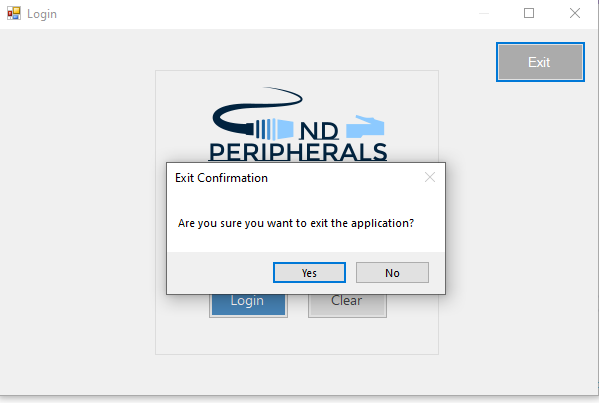 Login
Exit
ND
PERIPHERALS
Exit Confirmation
Are you sure you want to exit the application?
Yes
No
Login
Clear